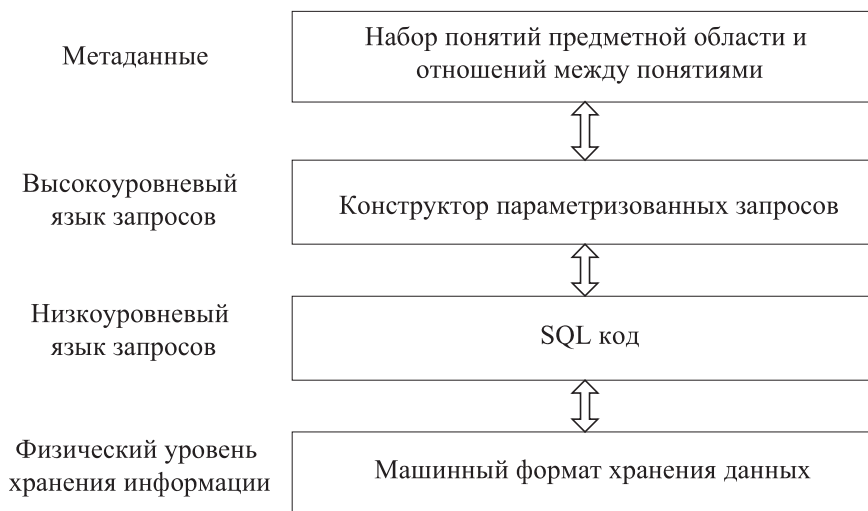 Метаданные
Набор понятий предметной области и
отношений между понятиями
Высокоуровневый
язык запросов
Конструктор параметризованных запросов
Низкоуровневый
язык запросов
SQL код
Физический уровень
хранения информации
Машинный формат хранения данных